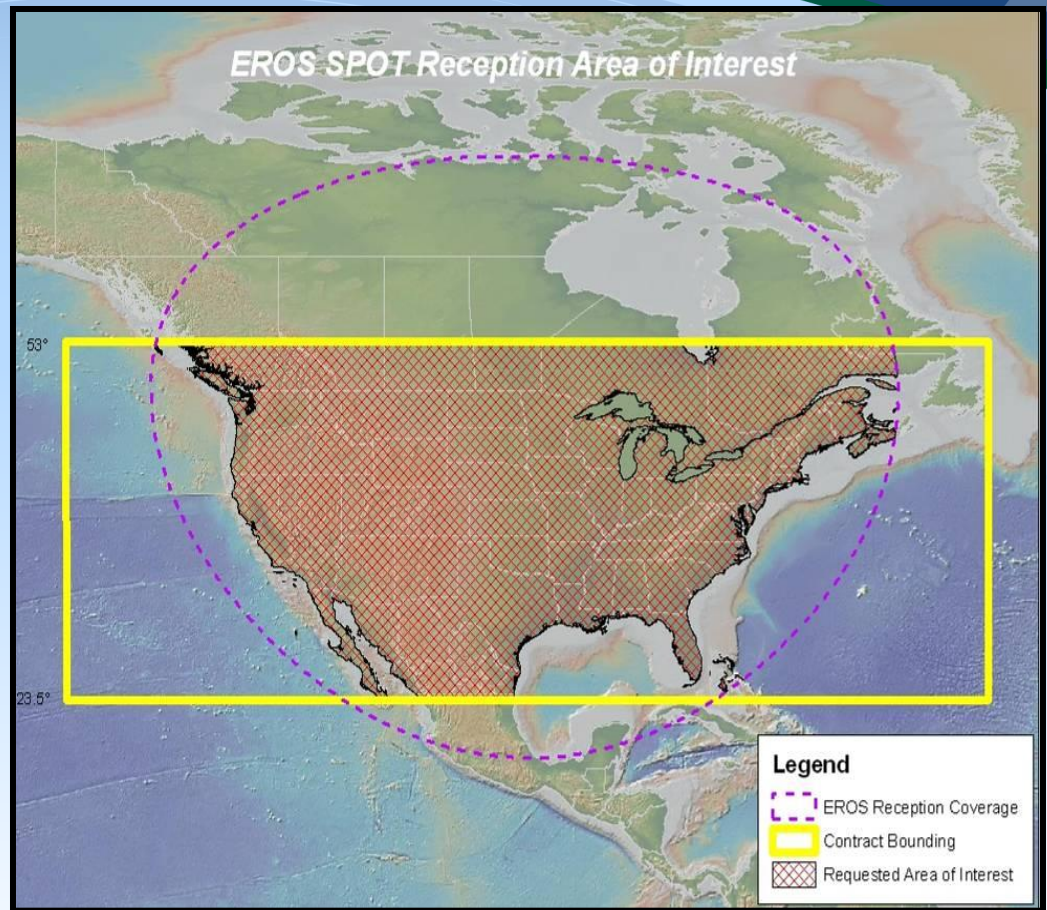 EROS SPOT Reception Area of Interest
53°
23.5°
Legend
EROS Reception Coverage
Contract Bounding
Requested Area of Interest